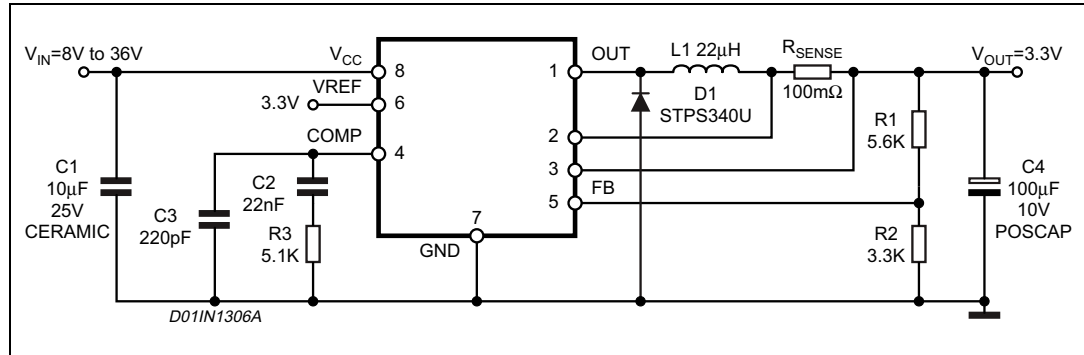 V_IN=8V to 36V
V_CC
8
VREF
3.3V
6
COMP
4
C1
10μF
25V
CERAMIC
C3
220pF
C2
22nF
R3
5.1K
7
GND
1
OUT
L1 22μH
R_SENSE
100mΩ
V_OUT=3.3V
D1
STPS340U
2
3
FB
5
R1
5.6K
R2
3.3K
C4
100μF
10V
POSCAP
D01IN1306A